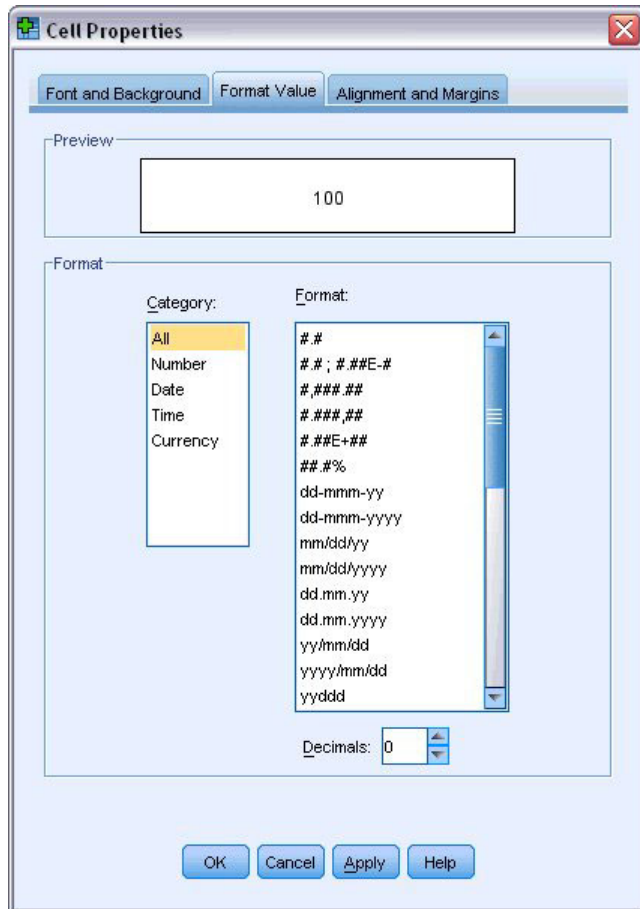 Cell Properties
Font and Background
Format Value
Alignment and Margins
Preview
100
Format
Category:
All
Number
Date
Time
Currency
Format:
#.#
#.# ; #.##E-#
#,###.##
#.###,##
#.##E+##
##.#%
dd-mmm-yy
dd-mmm-yyyy
mm/dd/yy
mm/dd/yyyy
dd.mm.yy
dd.mm.yyyy
yy/mm/dd
yyyy/mm/dd
yyddd
Decimals: 0
OK
Cancel
Apply
Help